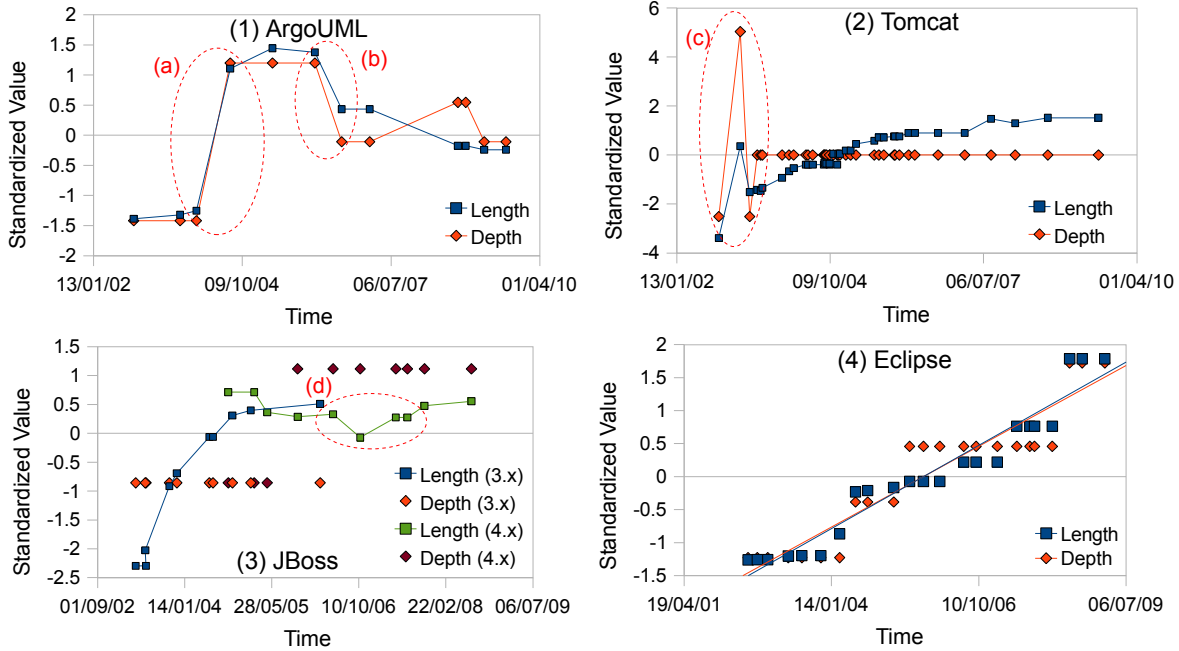 (1) ArgoUML
Standardized Value
2
1.5
1
0.5
0
-0.5
-1
-1.5
-2
(a)
(b)
Length
Depth
13/01/02
09/10/04
06/07/07
01/04/10
Time
(2) Tomcat
Standardized Value
6
4
2
0
-2
-4
(c)
Length
Depth
13/01/02
09/10/04
06/07/07
01/04/10
Time
(3) JBoss
Standardized Value
1.5
1
0.5
0
-0.5
-1
-1.5
-2
-2.5
(d)
Length (3.x)
Depth (3.x)
Length (4.x)
Depth (4.x)
01/09/02
14/01/04
28/05/05
10/10/06
22/02/08
06/07/09
Time
(4) Eclipse
Standardized Value
2
1.5
1
0.5
0
-0.5
-1
-1.5
Length
Depth
19/04/01
14/01/04
10/10/06
06/07/09
Time